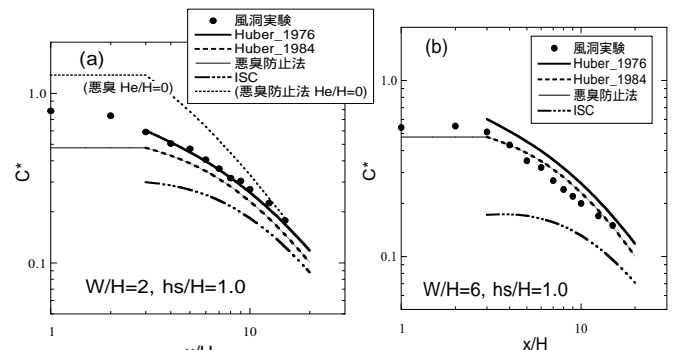 (a)
風洞実験
Huber_1976
Huber_1984
悪臭防止法
ISC
(悪臭防止法 He/H=0)
(悪臭 He/H=0)
1.0
0.1
C*
W/H=2, hs/H=1.0
1
10
x/H
(b)
風洞実験
Huber_1976
Huber_1984
悪臭防止法
ISC
1.0
0.1
C*
W/H=6, hs/H=1.0
1
10
x/H